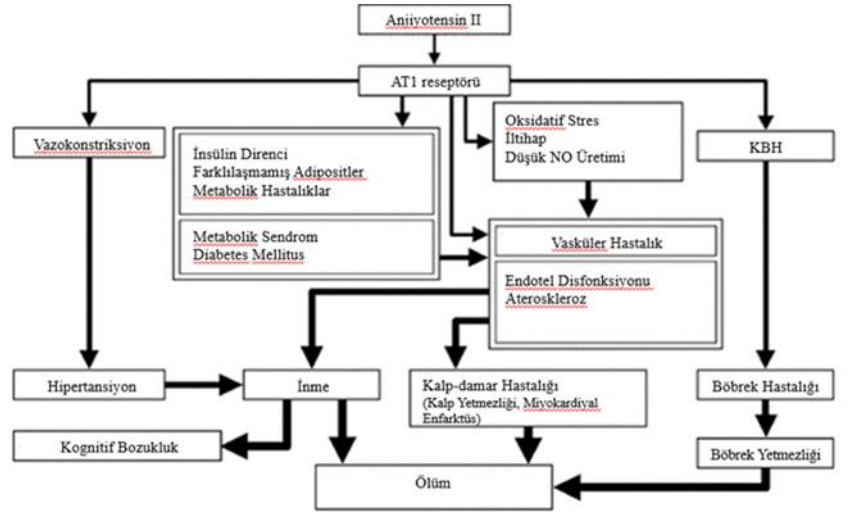 Anjiyotensin II
AT1 reseptörü
Vazokonstriksiyon
İnsülin Direnci
Farklılaşmamış Adipositler
Metabolik Hastalıklar
Metabolik Sendrom
Diabetes Mellitus
Oksidatif Stres
İltihap
Düşük NO Üretimi
KBH
Vasküler Hastalık
Endotel Disfonksiyonu
Ateroskleroz
Hipertansiyon
İnme
Kalp-damar Hastalığı
(Kalp Yetmezliği, Miyokardiyal
Enfarktüs)
Böbrek Hastalığı
Kognitif Bozukluk
Böbrek Yetmezliği
Ölüm